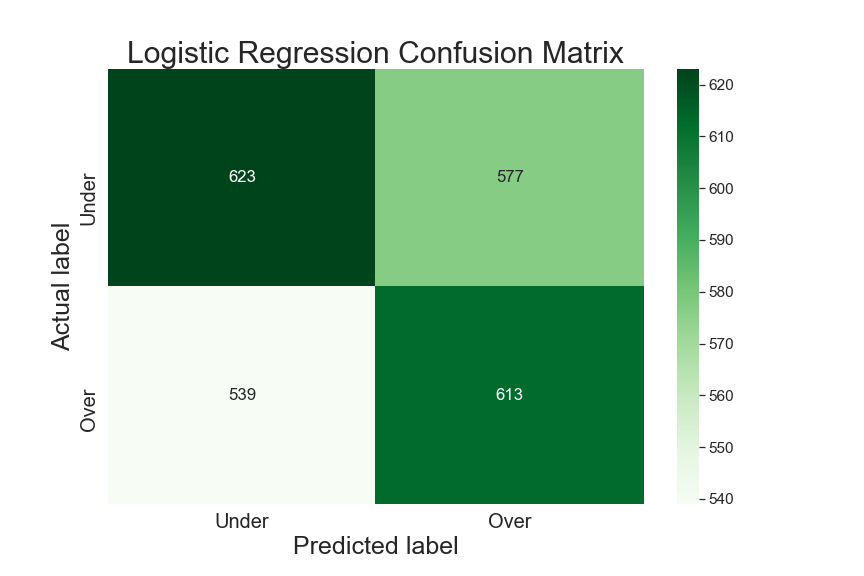 Logistic Regression Confusion Matrix
Actual label
Under
Over
623
577
539
613
Under
Over
Predicted label
620
610
600
590
580
570
560
550
540